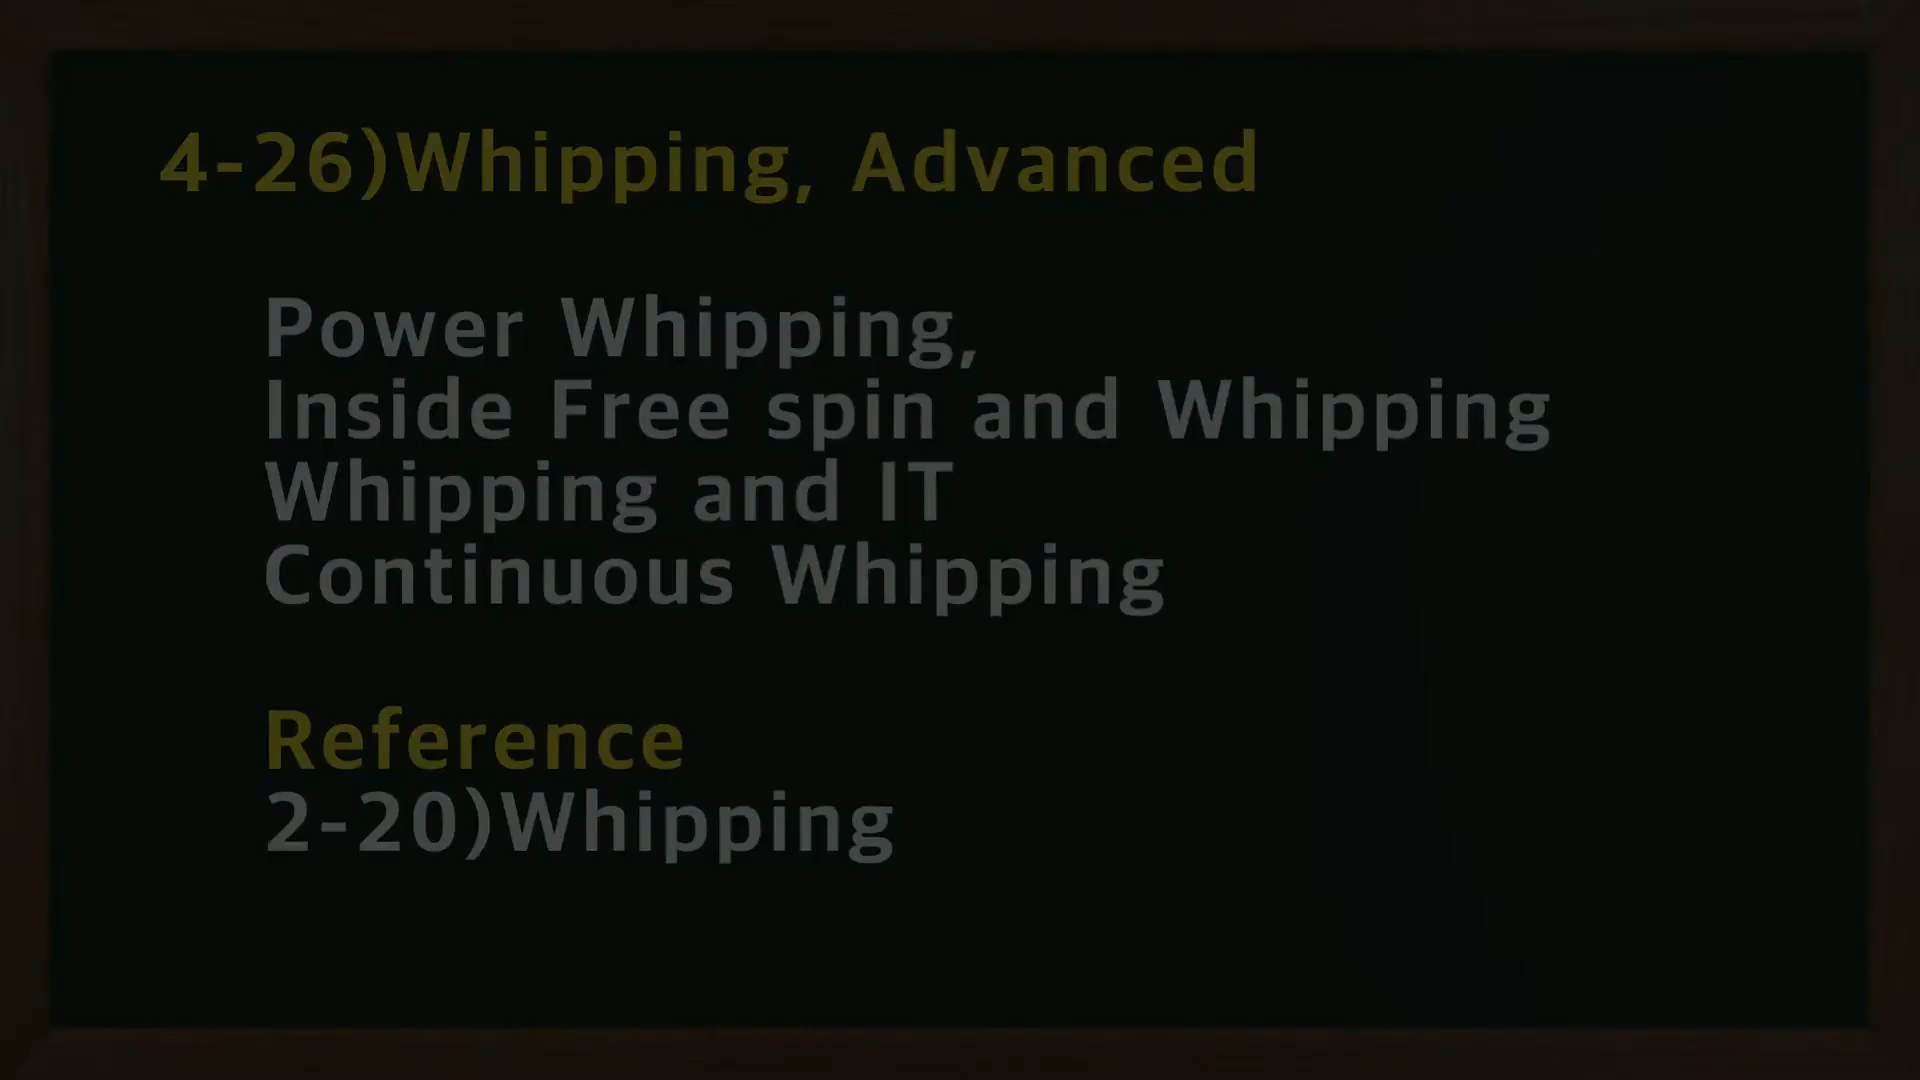 4-26)Whipping, Advanced
Power Whipping,
Inside Free spin and Whipping
Whipping and IT
Continuous Whipping
Reference
2-20)Whipping